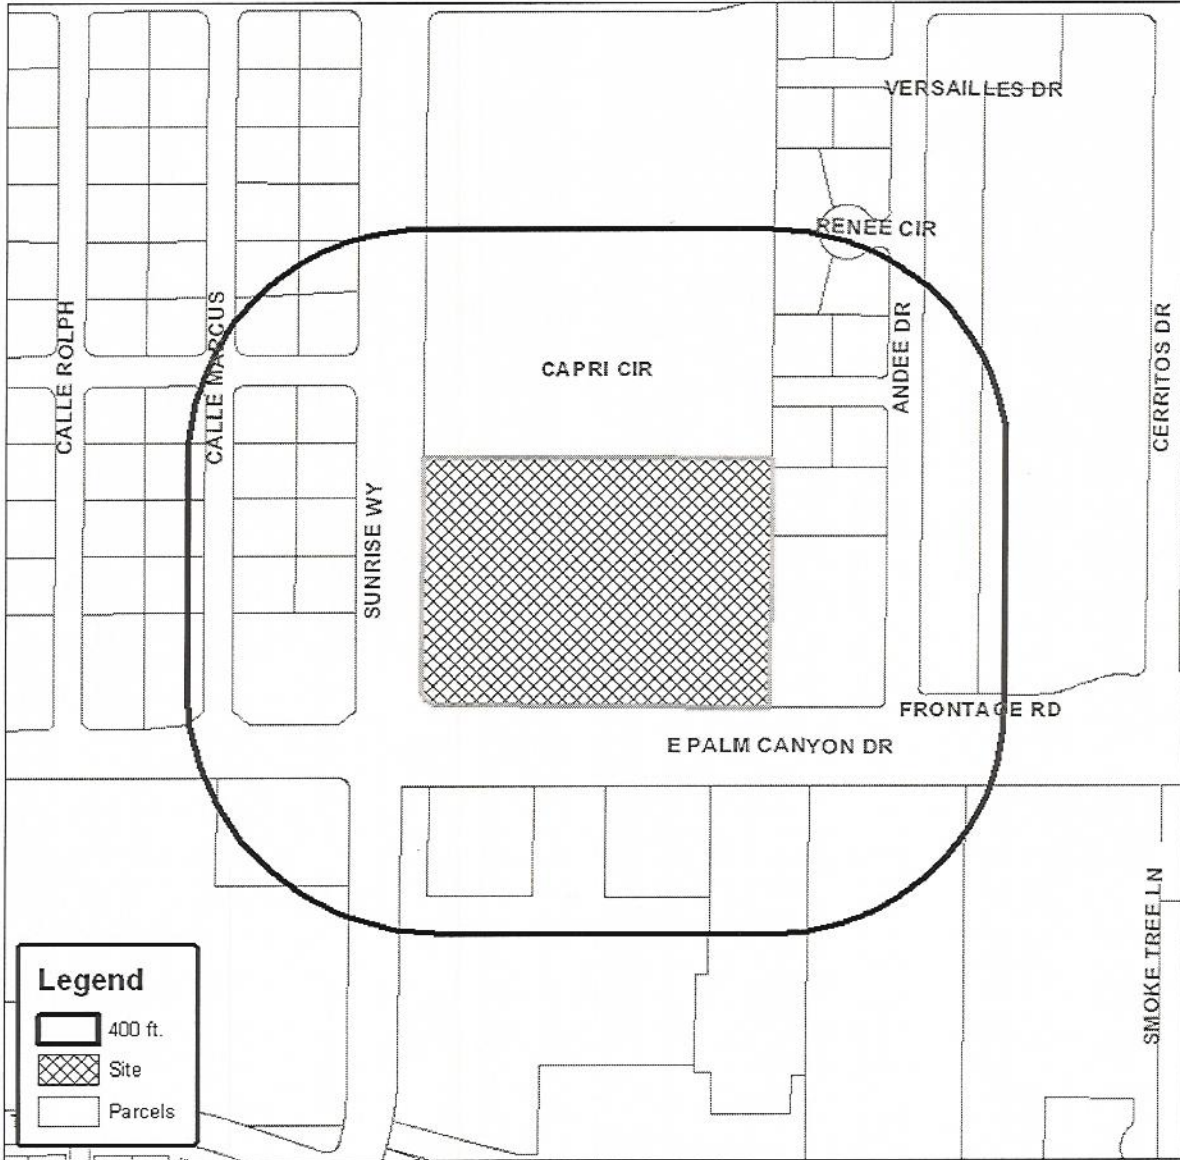 VERSAILLES DR
RENEE CIR
CALLE ROLPH
CALLE MARCUS
CAPRI CIR
ANDEE DR
CERRITOS DR
SUNRISE WY
FRONTAGE RD
E PALM CANYON DR
SMOKE TREE LN
Legend
400 ft.
Site
Parcels